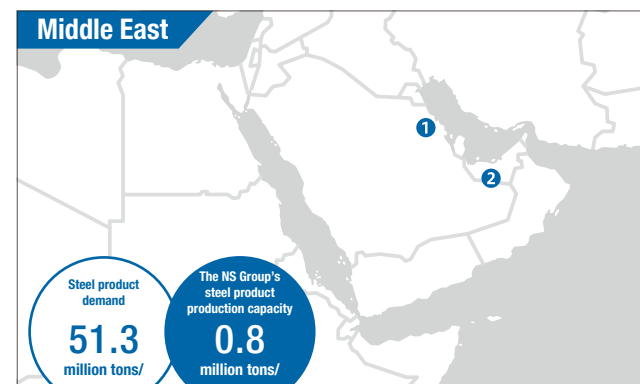 Middle East
1
2
Steel product
demand
51.3
million tons/
The NS Group's
steel product
production capacity
0.8
million tons/